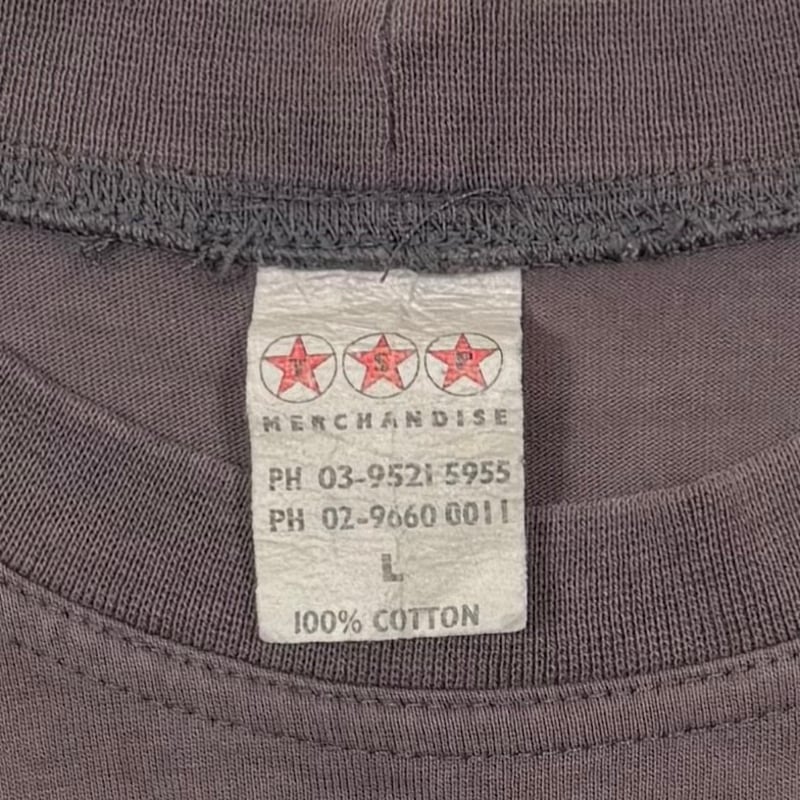 T S P
MERCHANDISE
PH 03-9521 5955
PH 02-9660 0011
L
100% COTTON